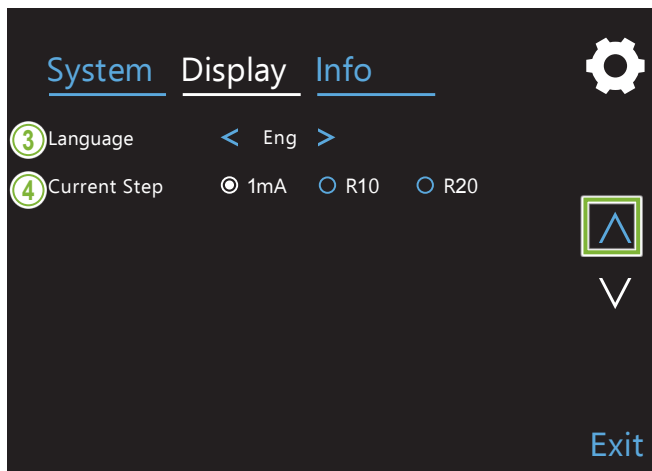 System Display Info
3 Language < Eng >
4 Current Step 1mA R10 R20
Exit